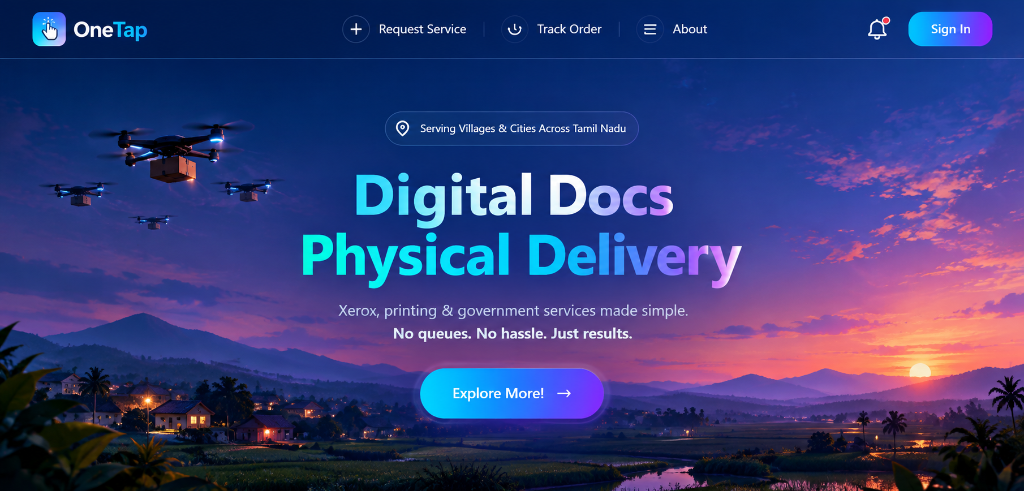 OneTap
Request Service
Track Order
About
Sign In
Serving Villages & Cities Across Tamil Nadu
Digital Docs
Physical Delivery
Xerox, printing & government services made simple.
No queues. No hassle. Just results.
Explore More! →